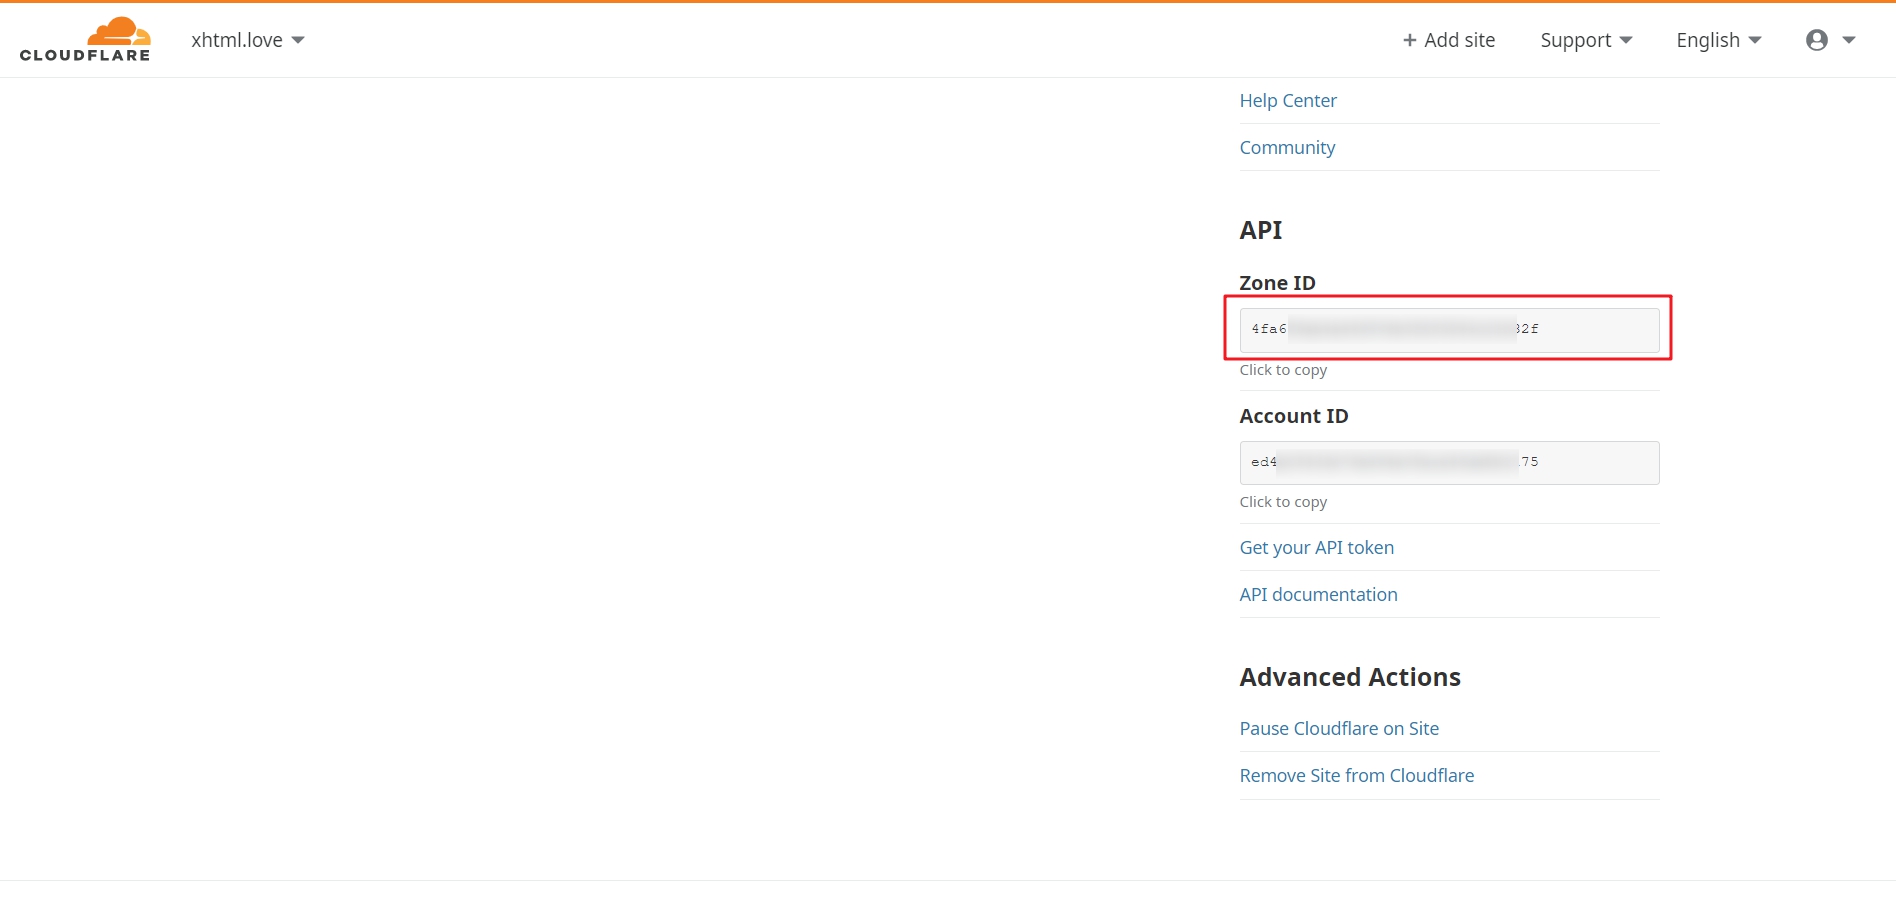 CLOUDFLARE
xhtml.love
+ Add site
Support
English
Help Center
Community
API
Zone ID
4fa6 32f
Click to copy
Account ID
ed4 75
Click to copy
Get your API token
API documentation
Advanced Actions
Pause Cloudflare on Site
Remove Site from Cloudflare